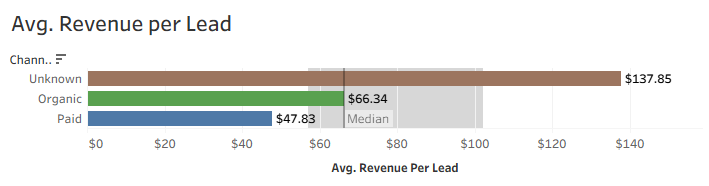 Avg. Revenue per Lead
Chann..
Unknown $137.85
Organic $66.34
Paid $47.83 Median
$0 $20 $40 $60 $80 $100 $120 $140
Avg. Revenue Per Lead